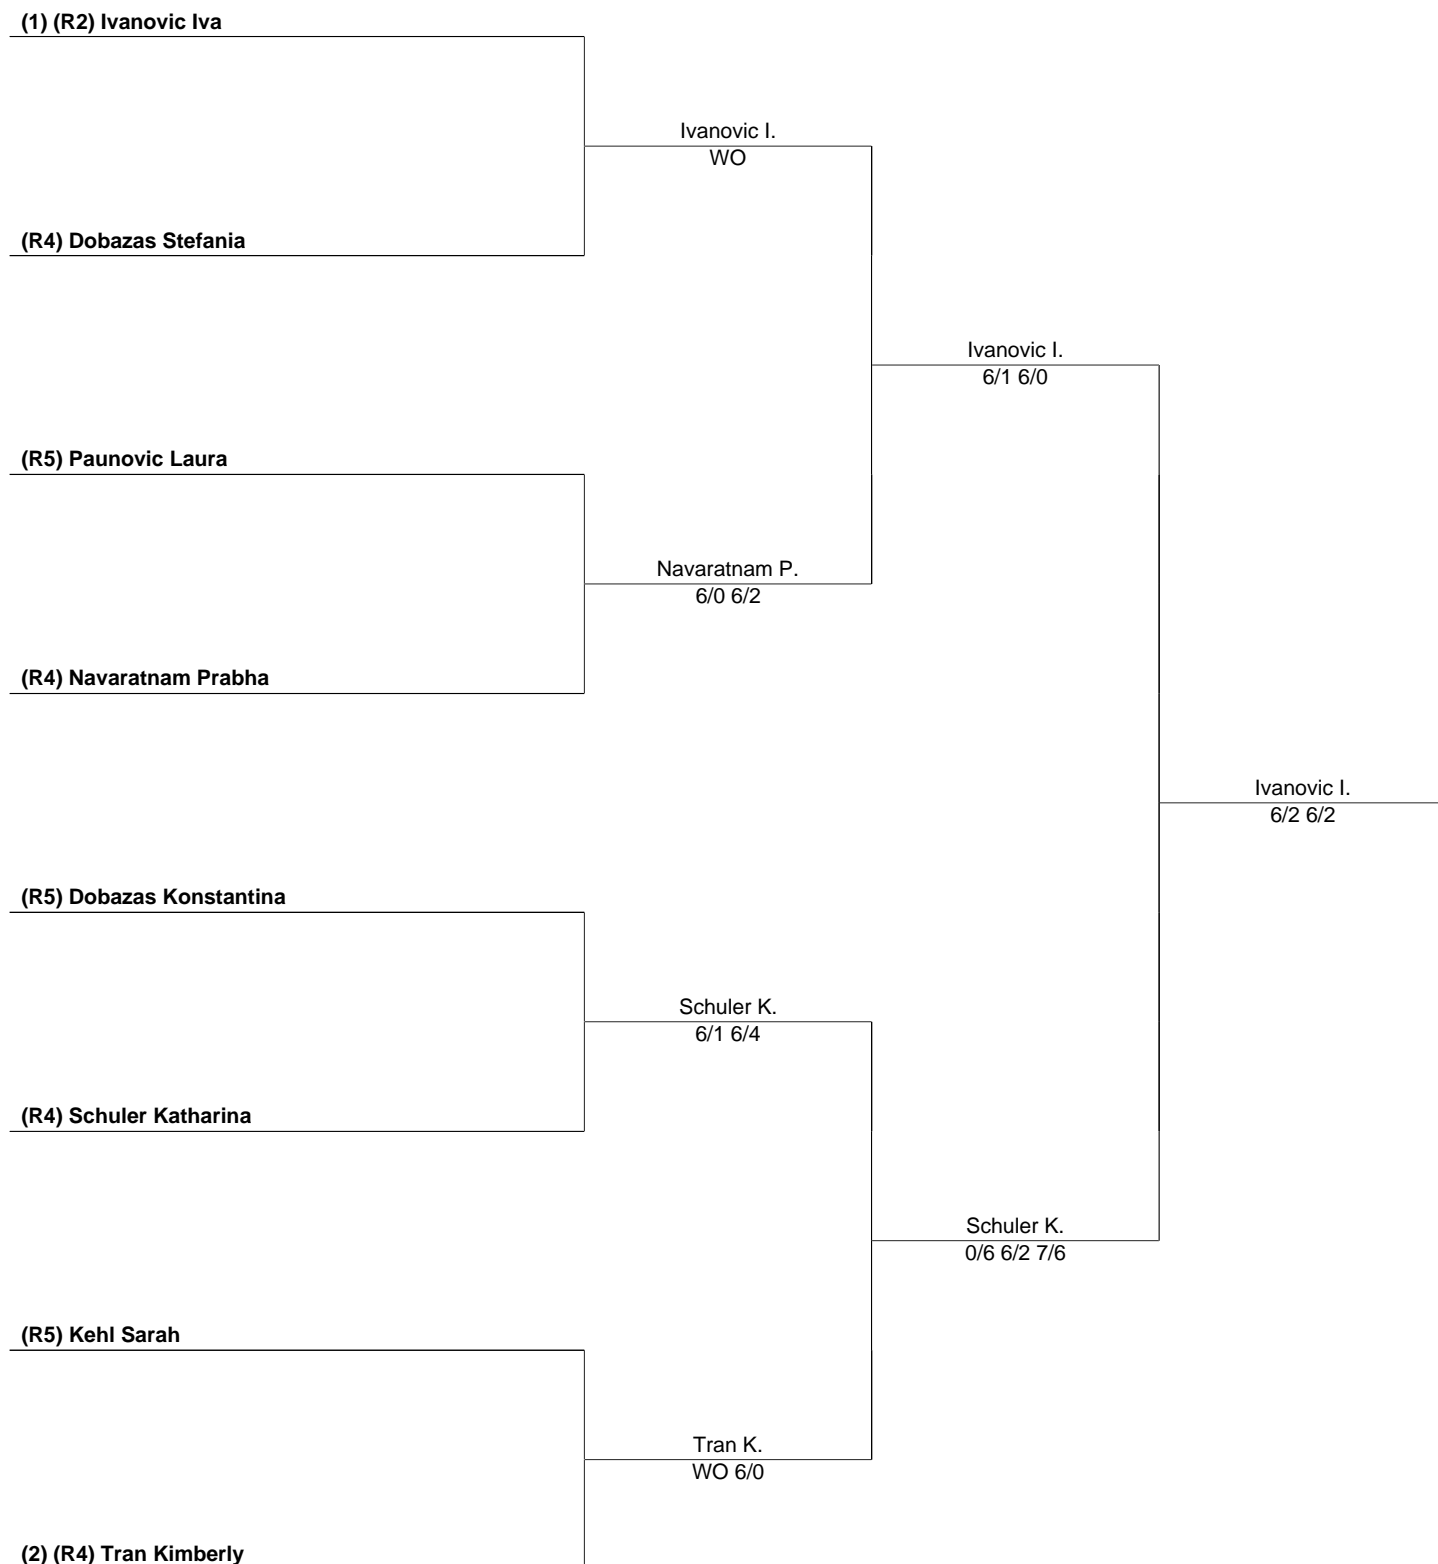 (1) (R2) Ivanovic Iva
Ivanovic I.
WO
(R4) Dobazas Stefania
Ivanovic I.
6/1 6/0
(R5) Paunovic Laura
Navaratnam P.
6/0 6/2
(R4) Navaratnam Prabha
Ivanovic I.
6/2 6/2
(R5) Dobazas Konstantina
Schuler K.
6/1 6/4
(R4) Schuler Katharina
Schuler K.
0/6 6/2 7/6
(R5) Kehl Sarah
Tran K.
WO 6/0
(2) (R4) Tran Kimberly